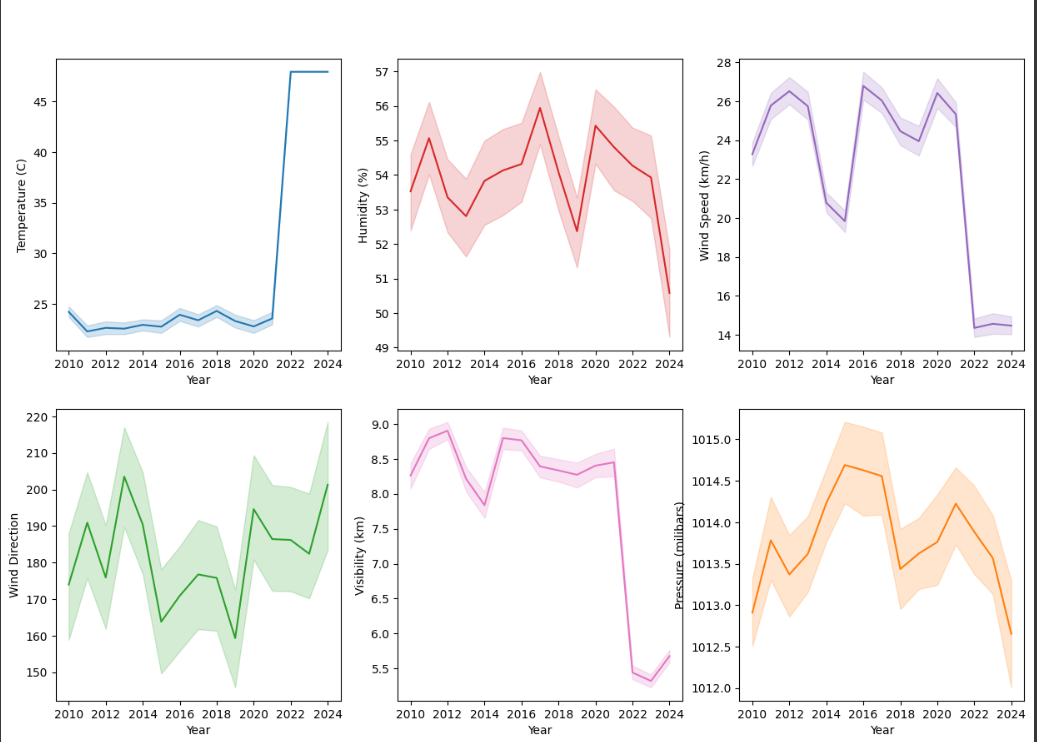 Temperature (C)
45
40
35
30
25
2010 2012 2014 2016 2018 2020 2022 2024
Year
Humidity (%)
57
56
55
54
53
52
51
50
49
2010 2012 2014 2016 2018 2020 2022 2024
Year
Wind Speed (km/h)
28
26
24
22
20
18
16
14
2010 2012 2014 2016 2018 2020 2022 2024
Year
Wind Direction
220
210
200
190
180
170
160
150
2010 2012 2014 2016 2018 2020 2022 2024
Year
Visibility (km)
9.0
8.5
8.0
7.5
7.0
6.5
6.0
5.5
2010 2012 2014 2016 2018 2020 2022 2024
Year
Pressure (milibars)
1015.0
1014.5
1014.0
1013.5
1013.0
1012.5
1012.0
2010 2012 2014 2016 2018 2020 2022 2024
Year